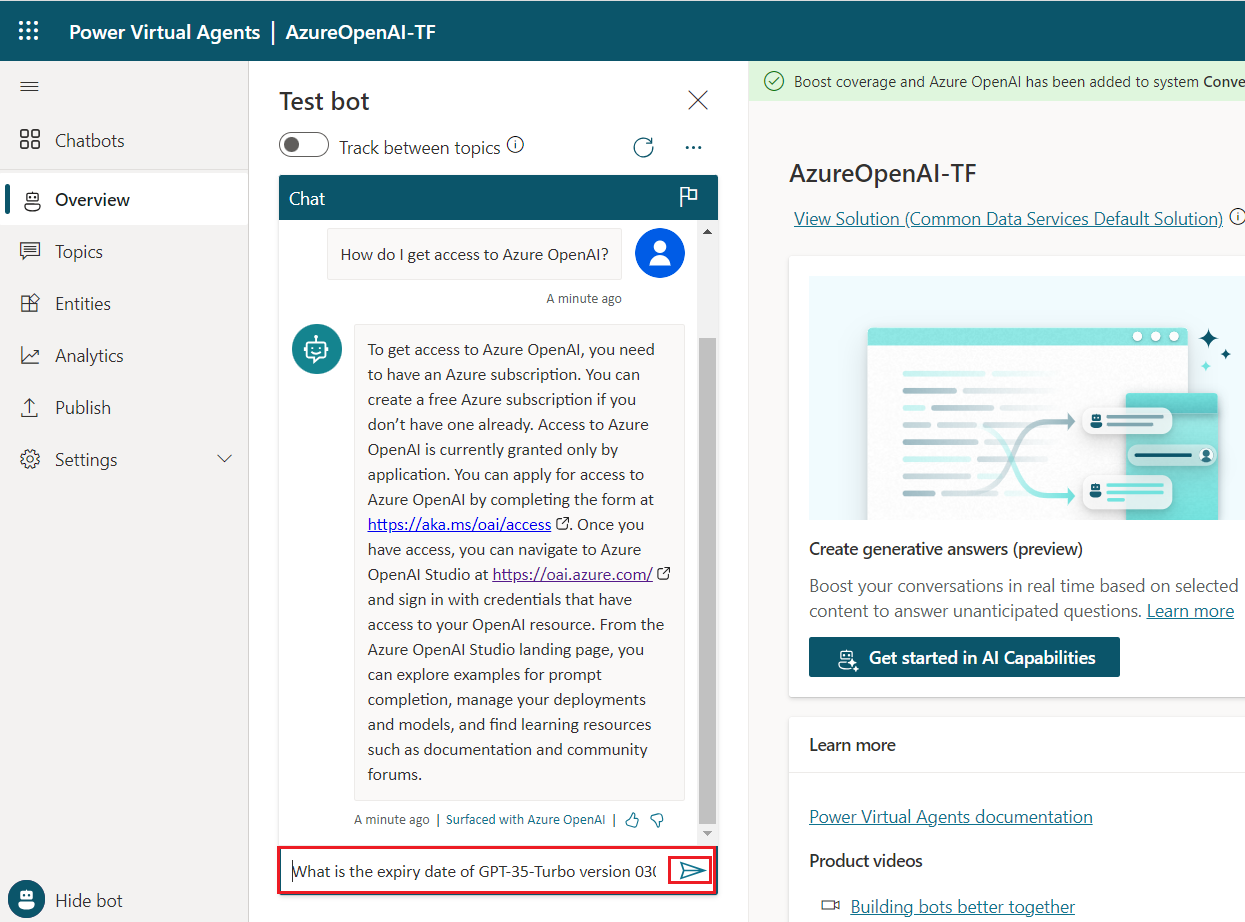 Power Virtual Agents | AzureOpenAI-TF
Chatbots
Overview
Topics
Entities
Analytics
Publish
Settings
Hide bot
Test bot
Track between topics
Chat
How do I get access to Azure OpenAI?
A minute ago
To get access to Azure OpenAI, you need
to have an Azure subscription. You can
create a free Azure subscription if you
don't have one already. Access to Azure
OpenAI is currently granted only by
application. You can apply for access to
Azure OpenAI by completing the form at
https://aka.ms/oai/access . Once you
have access, you can navigate to Azure
OpenAI Studio at https://oai.azure.com/
and sign in with credentials that have
access to your OpenAI resource. From the
Azure OpenAI Studio landing page, you
can explore examples for prompt
completion, manage your deployments
and models, and find learning resources
such as documentation and community
forums.
A minute ago | Surfaced with Azure OpenAI |
What is the expiry date of GPT-35-Turbo version 030
Boost coverage and Azure OpenAI has been added to system Conve
AzureOpenAI-TF
View Solution (Common Data Services Default Solution)
Create generative answers (preview)
Boost your conversations in real time based on selected
content to answer unanticipated questions. Learn more
Get started in AI Capabilities
Learn more
Power Virtual Agents documentation
Product videos
Building bots better together